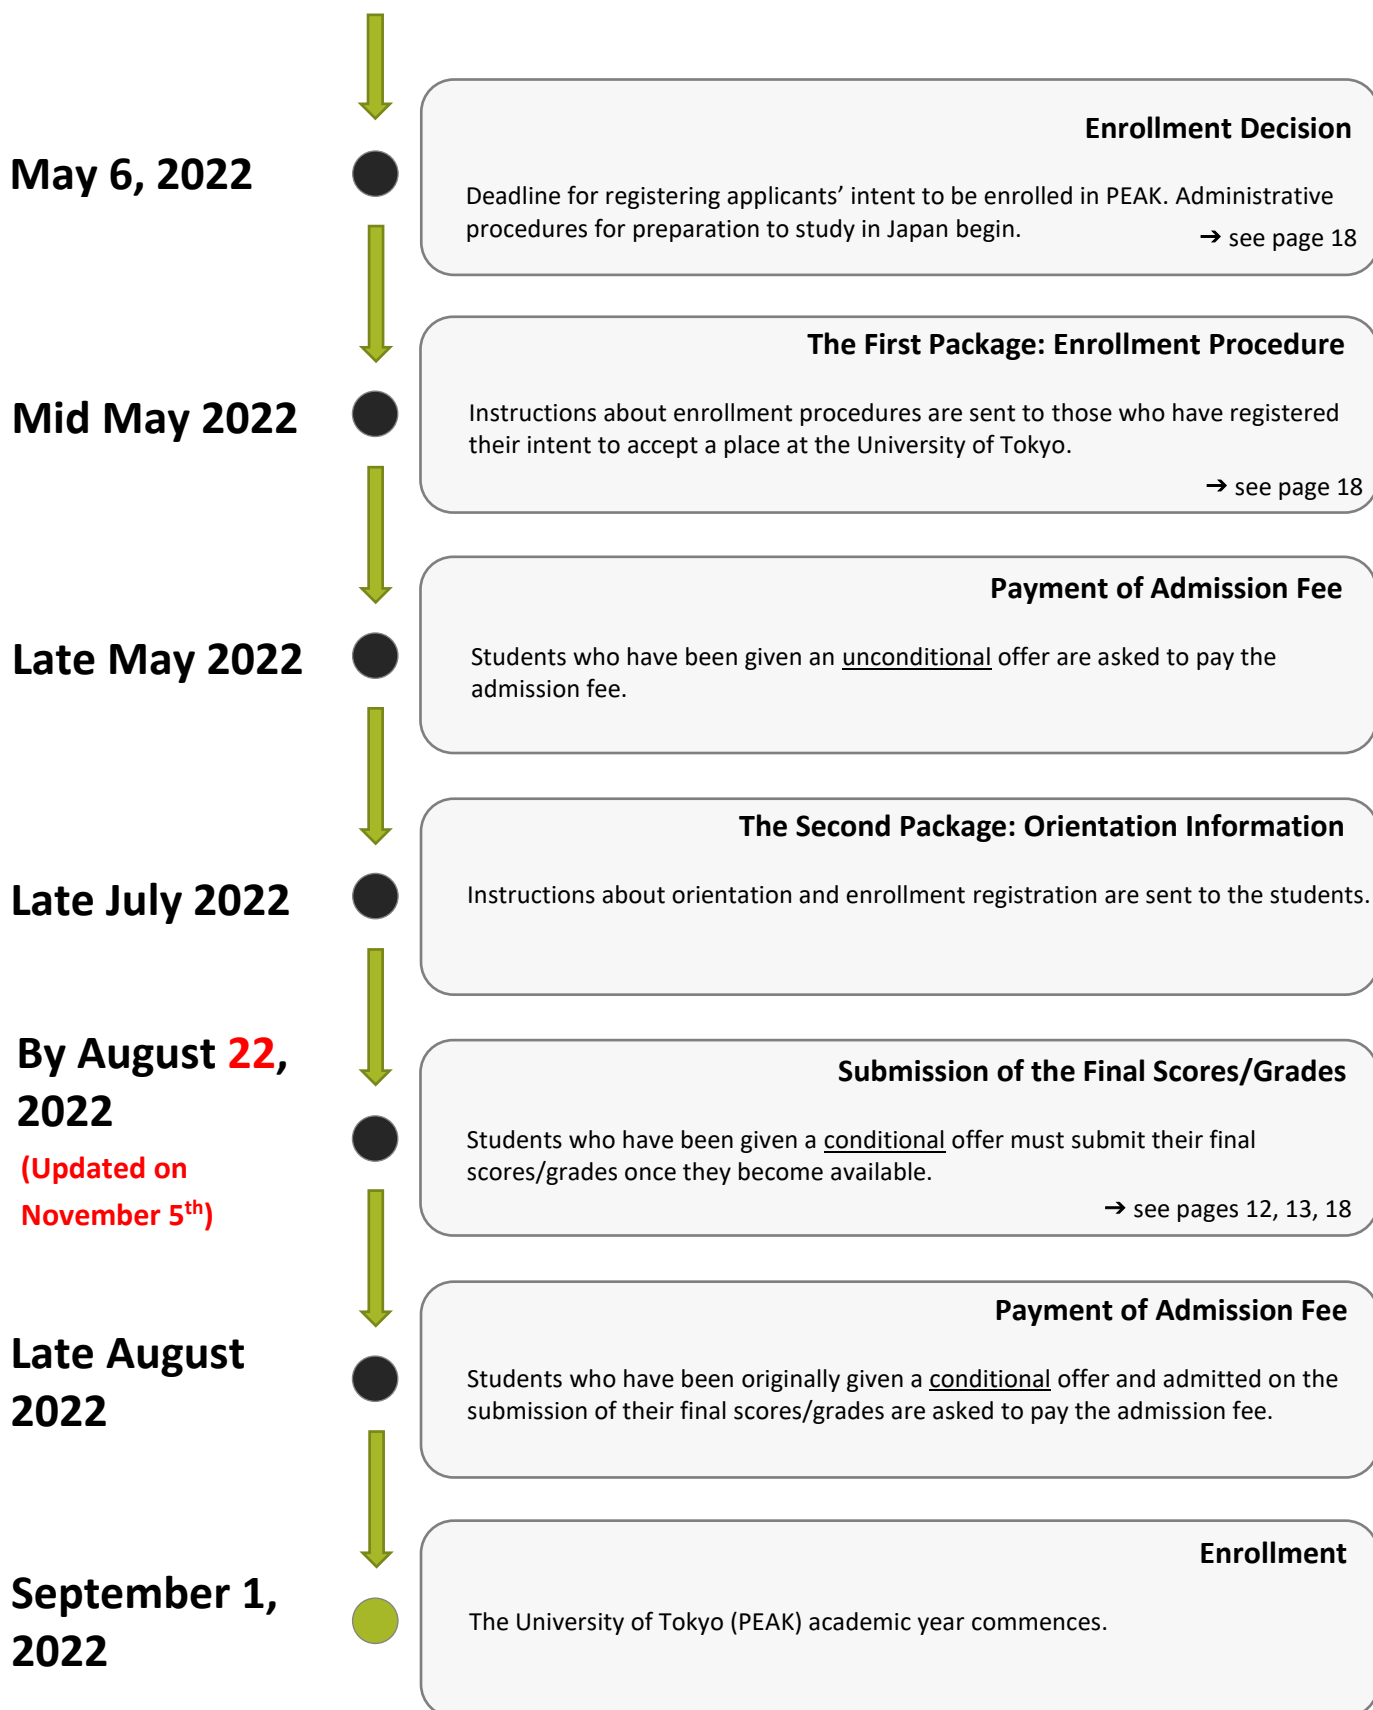 May 6, 2022
Enrollment Decision
Deadline for registering applicants’ intent to be enrolled in PEAK. Administrative
procedures for preparation to study in Japan begin.
➔ see page 18
Mid May 2022
The First Package: Enrollment Procedure
Instructions about enrollment procedures are sent to those who have registered
their intent to accept a place at the University of Tokyo.
➔ see page 18
Late May 2022
Payment of Admission Fee
Students who have been given an unconditional offer are asked to pay the
admission fee.
Late July 2022
The Second Package: Orientation Information
Instructions about orientation and enrollment registration are sent to the students.
By August 22,
2022
(Updated on
November 5th)
Submission of the Final Scores/Grades
Students who have been given a conditional offer must submit their final
scores/grades once they become available.
➔ see pages 12, 13, 18
Late August
2022
Payment of Admission Fee
Students who have been originally given a conditional offer and admitted on the
submission of their final scores/grades are asked to pay the admission fee.
September 1,
2022
Enrollment
The University of Tokyo (PEAK) academic year commences.